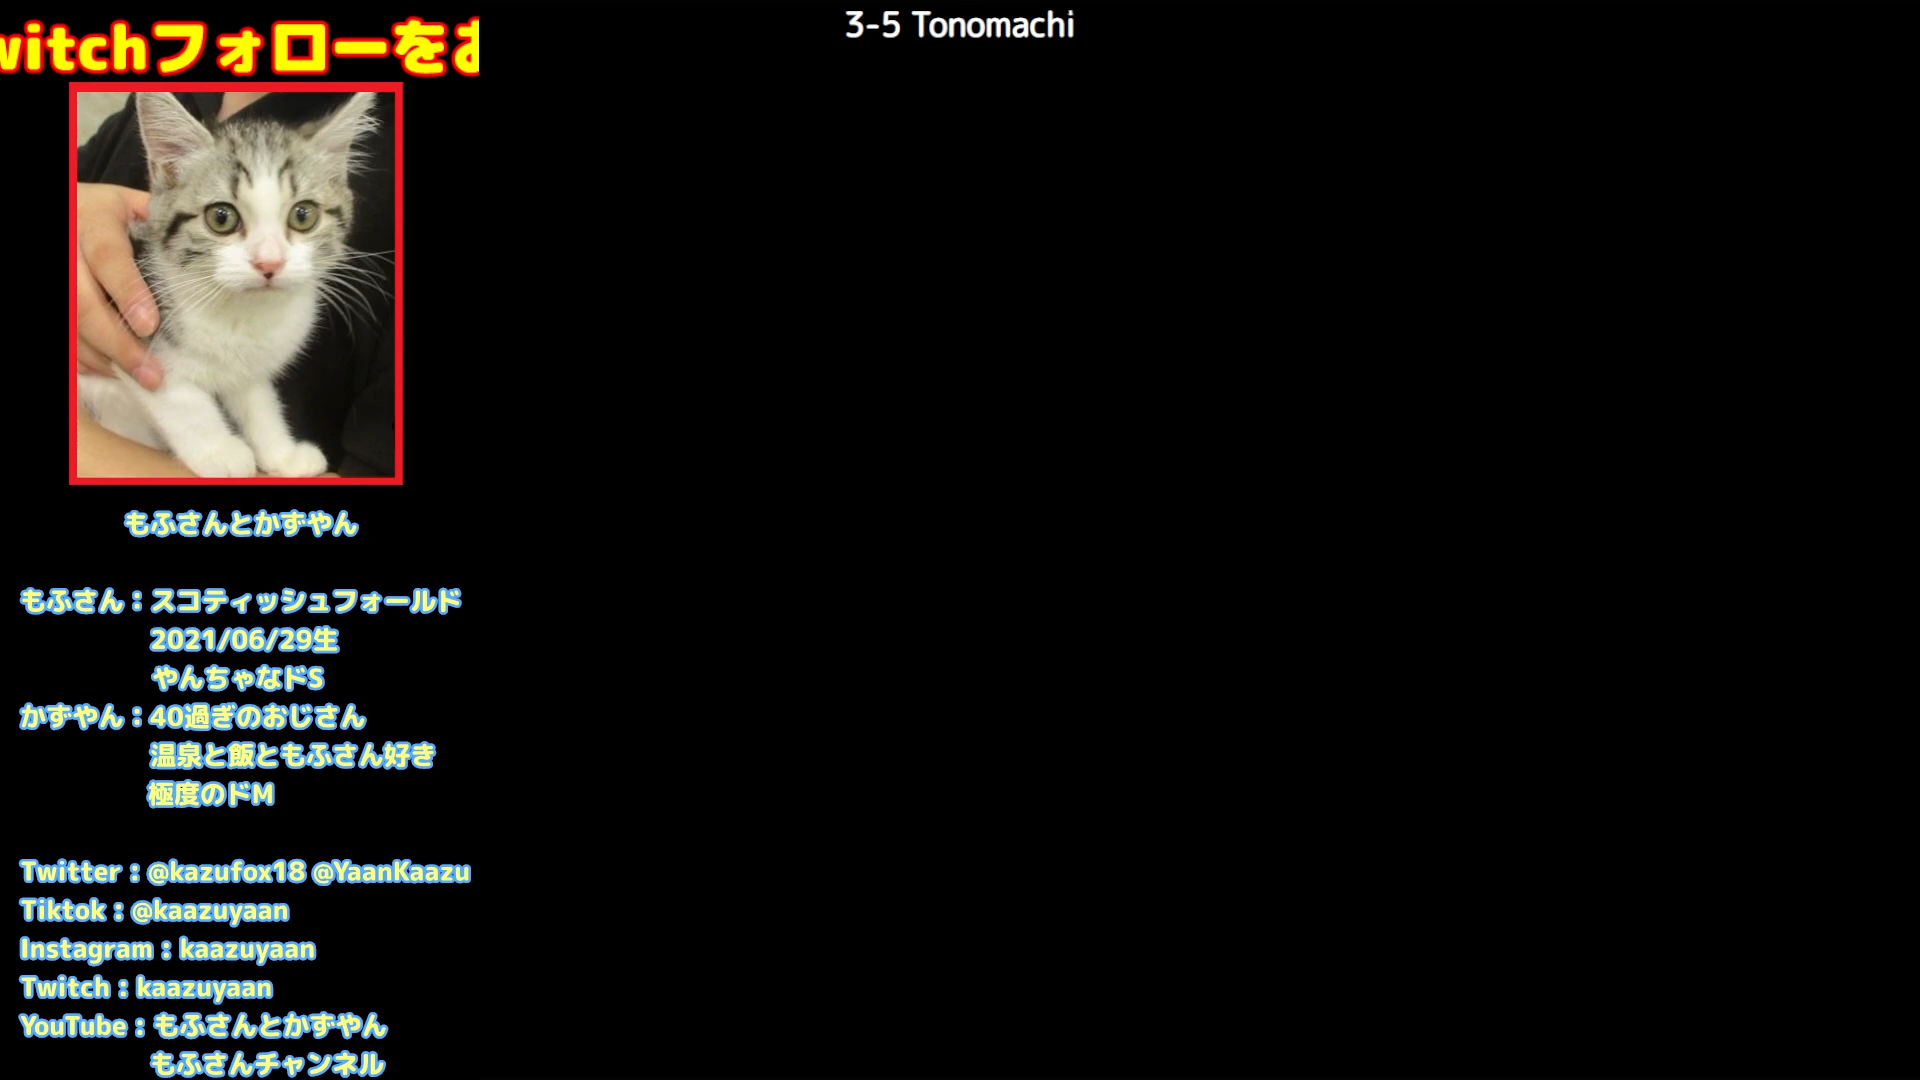 witchフォローをお
3-5 Tonomachi
もふさんとかずやん
もふさん：スコティッシュフォールド
2021/06/29生
やんちゃなドS
かずやん：40過ぎのおじさん
温泉と飯ともふさん好き
極度のドM
Twitter：@kazufox18 @YaanKaazu
Tiktok：@kaazuyaan
Instagram：kaazuyaan
Twitch：kaazuyaan
YouTube：もふさんとかずやん
もふさんチャンネル